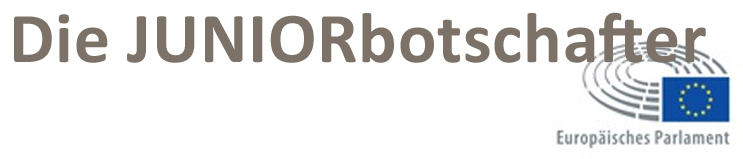 Die JUNIORbotschafter
Europäisches Parlament